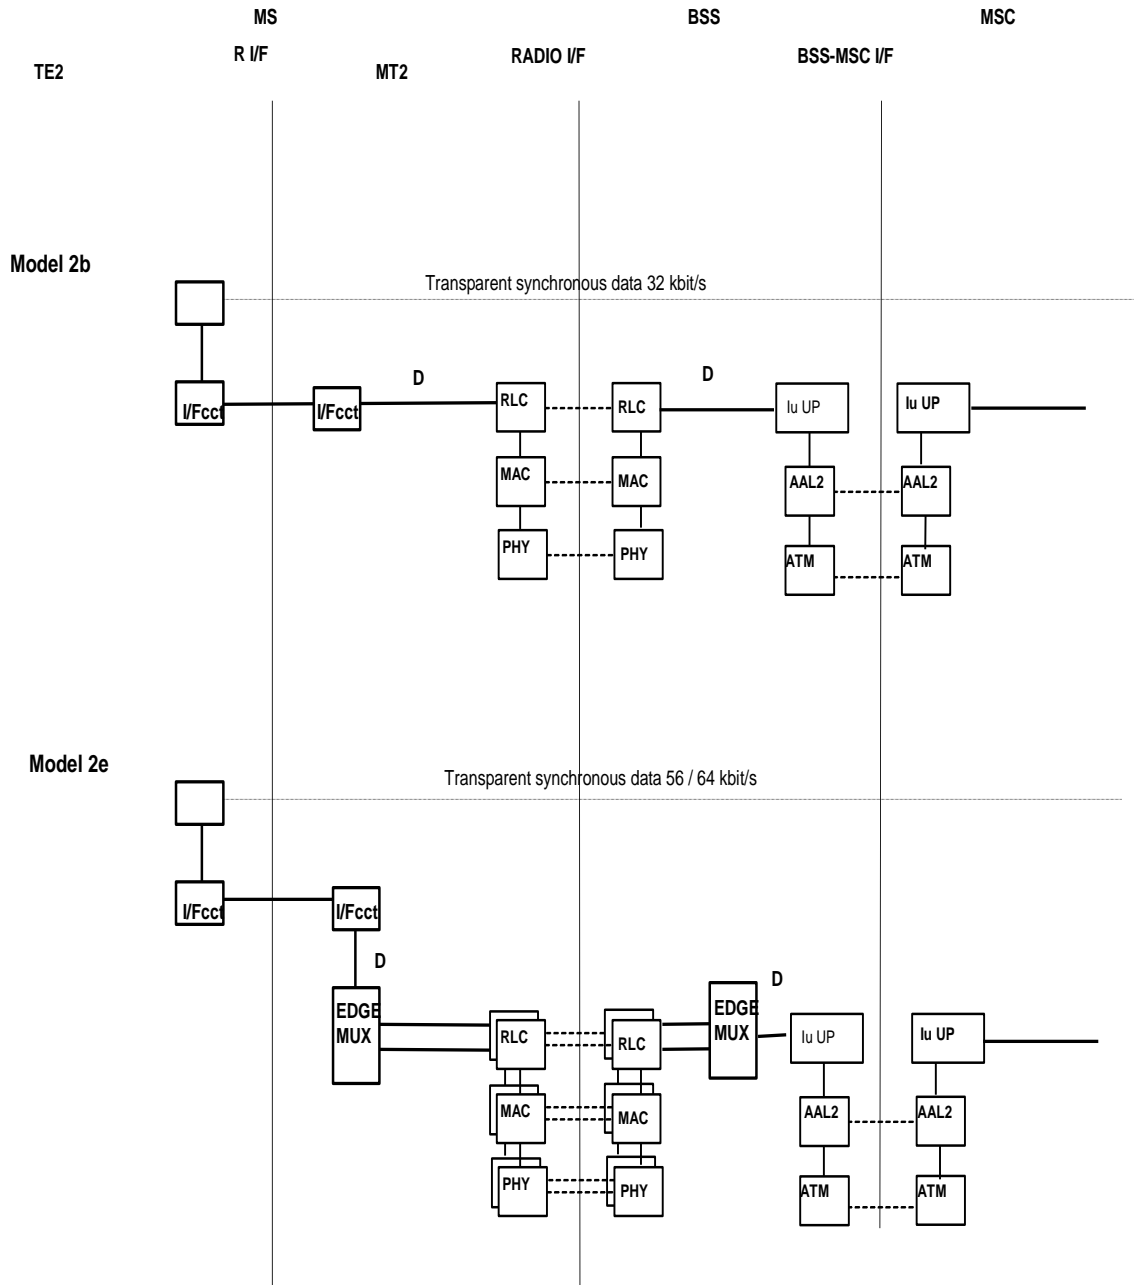 MS BSS MSC
R I/F RADIO I/F BSS-MSC I/F
TE2 MT2
Model 2b
Transparent synchronous data 32 kbit/s
D D
I/Fcct I/Fcct RLC RLC Iu UP Iu UP
MAC MAC AAL2 AAL2
PHY PHY ATM ATM
Model 2e
Transparent synchronous data 56 / 64 kbit/s
I/Fcct I/Fcct
D D
EDGE EDGE
MUX RLC RLC MUX Iu UP Iu UP
MAC MAC AAL2 AAL2
PHY PHY ATM ATM